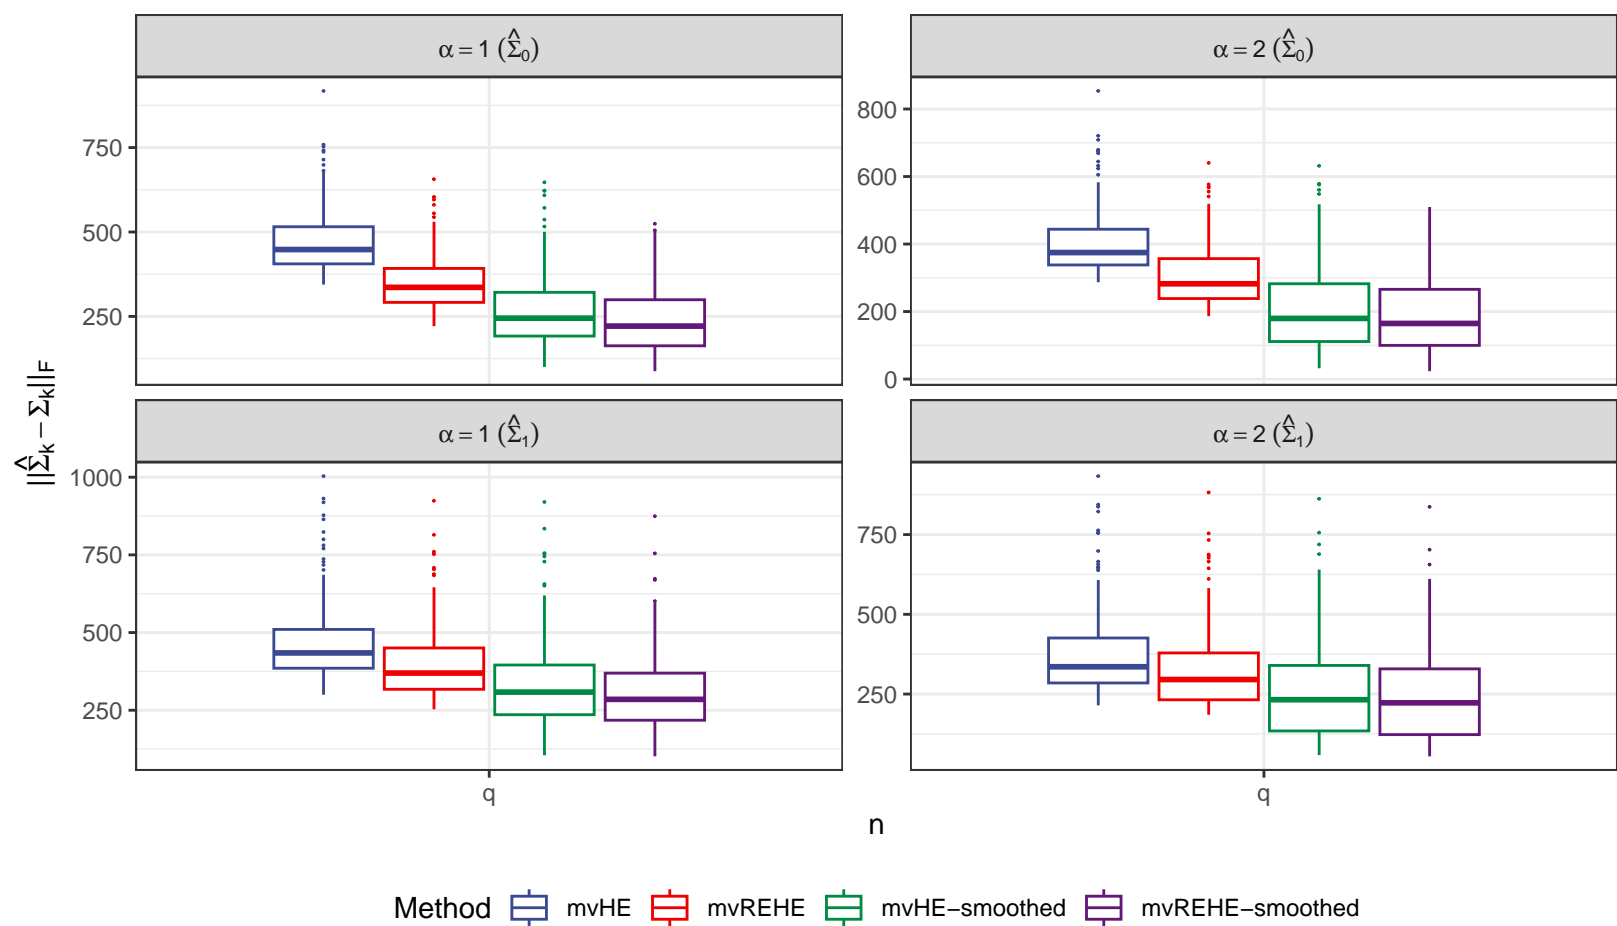 α = 1 (Σ̂₀)
α = 2 (Σ̂₀)
750
500
250
800
600
400
200
0
||Σ̂ₖ − Σₖ||F
α = 1 (Σ̂₁)
α = 2 (Σ̂₁)
1000
750
500
250
750
500
250
q
q
n
Method mvHE mvREHE mvHE−smoothed mvREHE−smoothed